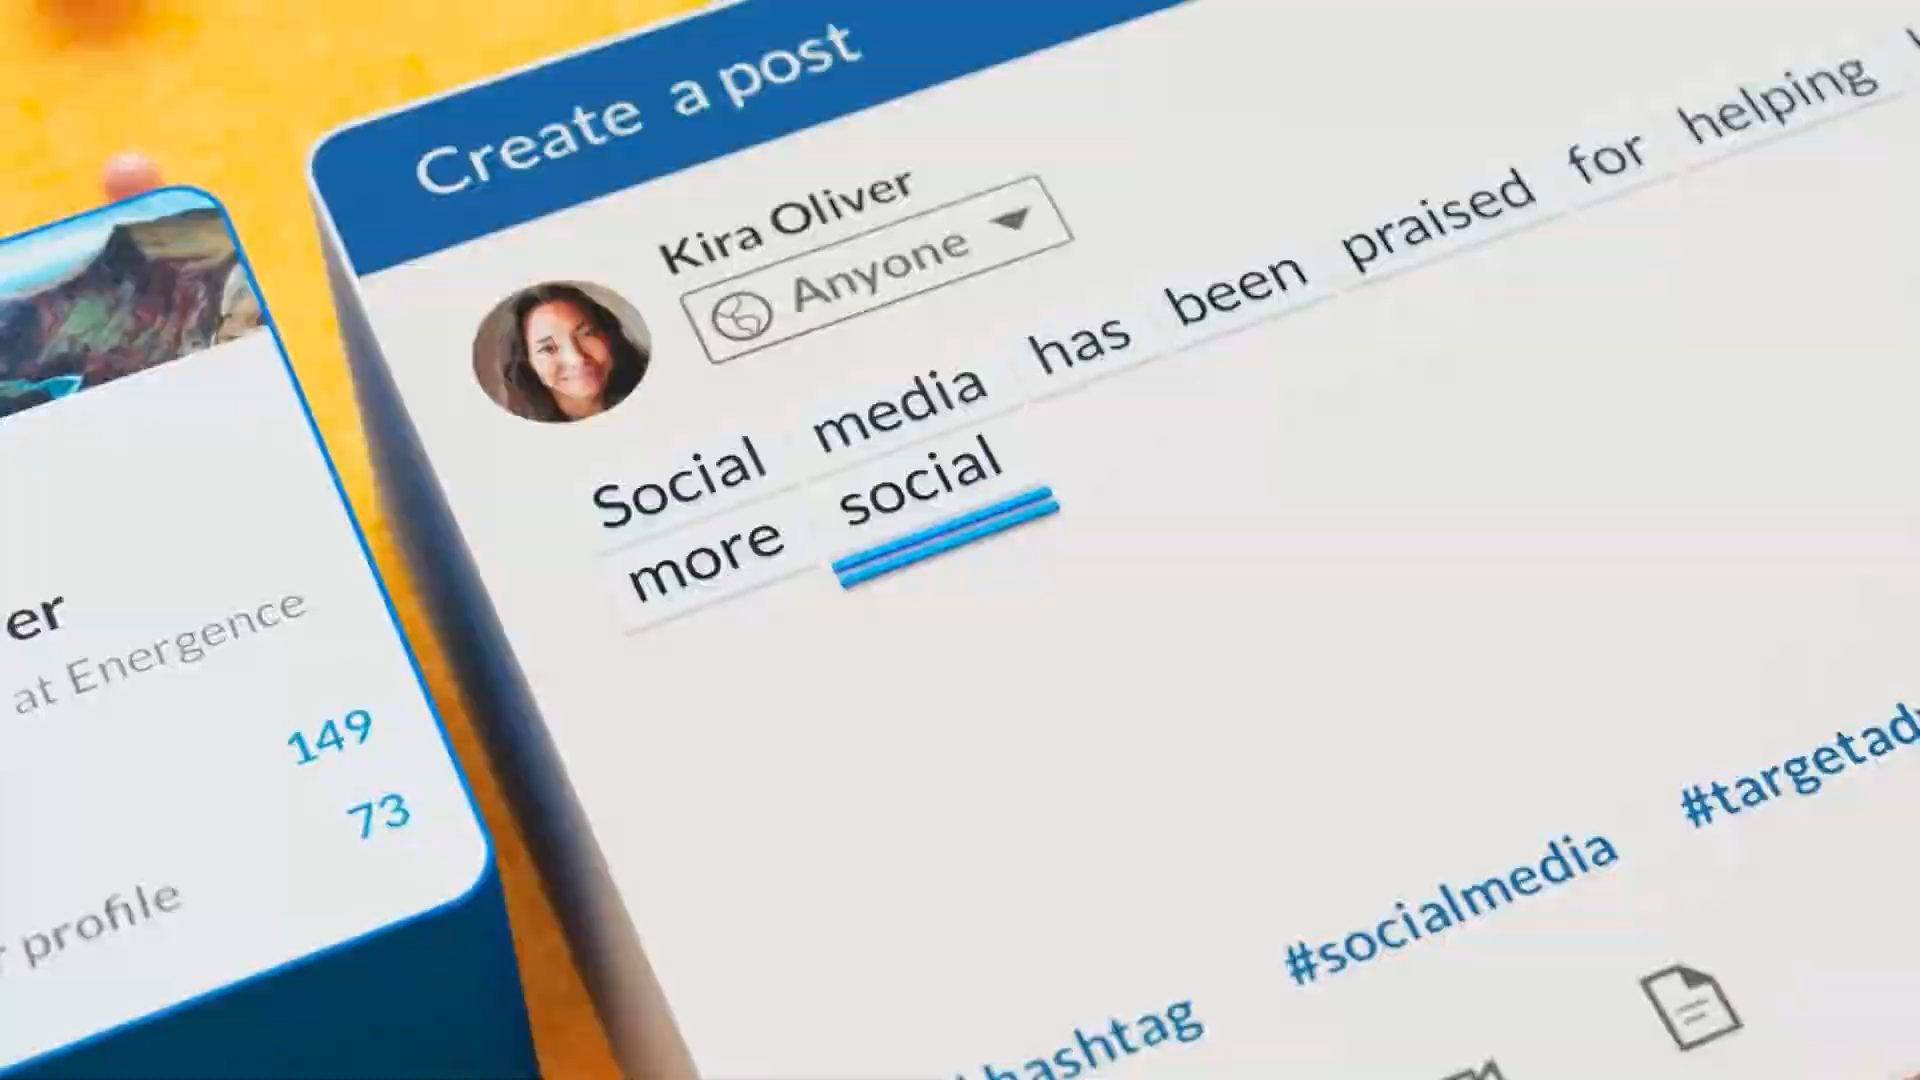 Create a post
Kira Oliver
Anyone
Social media has been praised for helping
more social
er
at Energence
149
73
profile
#targetad
#socialmedia
hashtag